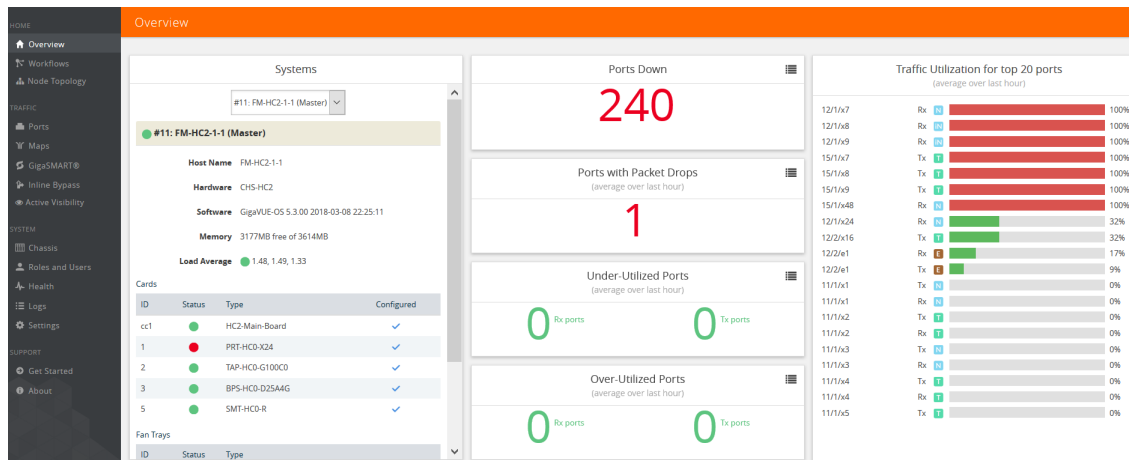 HOME
Overview
Workflows
Node Topology
TRAFFIC
Ports
Maps
GigaSMART®
Inline Bypass
Active Visibility
SYSTEM
Chassis
Roles and Users
Health
Logs
Settings
SUPPORT
Get Started
About
Overview
Systems
#11: FM-HC2-1-1 (Master)
#11: FM-HC2-1-1 (Master)
Host Name FM-HC2-1-1
Hardware CHS-HC2
Software GigaVUE-OS 5.3.00 2018-03-08 22:25:11
Memory 3177MB free of 3614MB
Load Average 1.48, 1.49, 1.33
Cards
ID Status Type Configured
cc1 HC2-Main-Board
1 PRT-HC0-X24
2 TAP-HC0-G100C0
3 BPS-HC0-D25A4G
5 SMT-HC0-R
Fan Trays
ID Status Type
Ports Down
240
Ports with Packet Drops
(average over last hour)
1
Under-Utilized Ports
(average over last hour)
0 Rx ports 0 Tx ports
Over-Utilized Ports
(average over last hour)
0 Rx ports 0 Tx ports
Traffic Utilization for top 20 ports
(average over last hour)
12/1/x7 Rx N 100%
12/1/x8 Rx IN 100%
12/1/x9 Rx IN 100%
15/1/x7 Tx T 100%
15/1/x8 Tx T 100%
15/1/x9 Tx T 100%
15/1/x48 Rx N 100%
12/1/x24 Rx N 32%
12/2/x16 Tx T 32%
12/2/e1 Rx E 17%
12/2/e1 Tx E 9%
11/1/x1 Tx N 0%
11/1/x1 Rx N 0%
11/1/x2 Tx T 0%
11/1/x2 Rx T 0%
11/1/x3 Tx N 0%
11/1/x3 Rx N 0%
11/1/x4 Tx T 0%
11/1/x4 Rx T 0%
11/1/x5 Tx T 0%